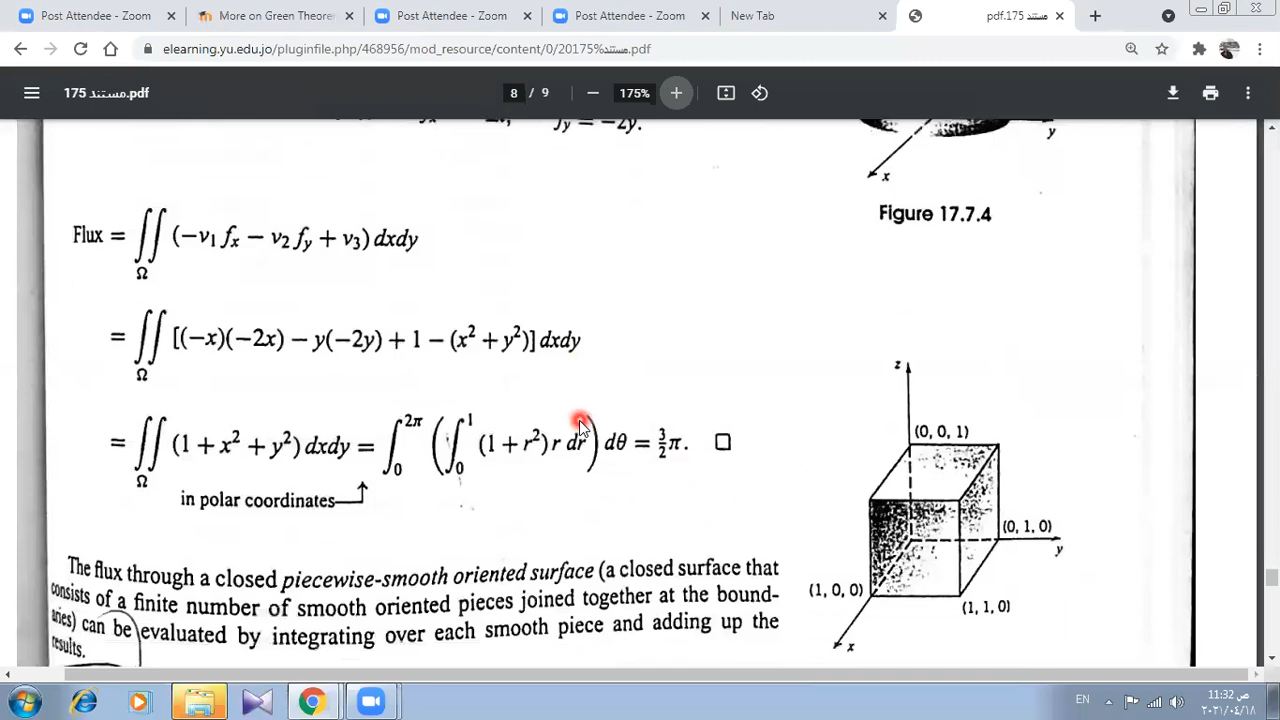 Post Attendee - Zoom
More on Green Theore
Post Attendee - Zoom
Post Attendee - Zoom
New Tab
مستند 175.pdf
elearning.yu.edu.jo/pluginfile.php/468956/mod_resource/content/0/20175%مستند.pdf
مستند 175.pdf
8 / 9
175%
f_y = −2y.
x
y
Figure 17.7.4
Flux = ∬_Ω (−v₁ f_x − v₂ f_y + v₃) dxdy
= ∬_Ω [(−x)(−2x) − y(−2y) + 1 − (x² + y²)] dxdy
= ∬_Ω (1 + x² + y²) dxdy = ∫₀^{2π} (∫₀¹ (1 + r²) r dr) dθ = 3/2 π. □
in polar coordinates
z
(0, 0, 1)
(0, 1, 0)
y
(1, 0, 0)
(1, 1, 0)
x
The flux through a closed piecewise-smooth oriented surface (a closed surface that
consists of a finite number of smooth oriented pieces joined together at the bound-
aries) can be evaluated by integrating over each smooth piece and adding up the
results.
EN
11:32 ص
٢٠٢١/٠٤/١٨